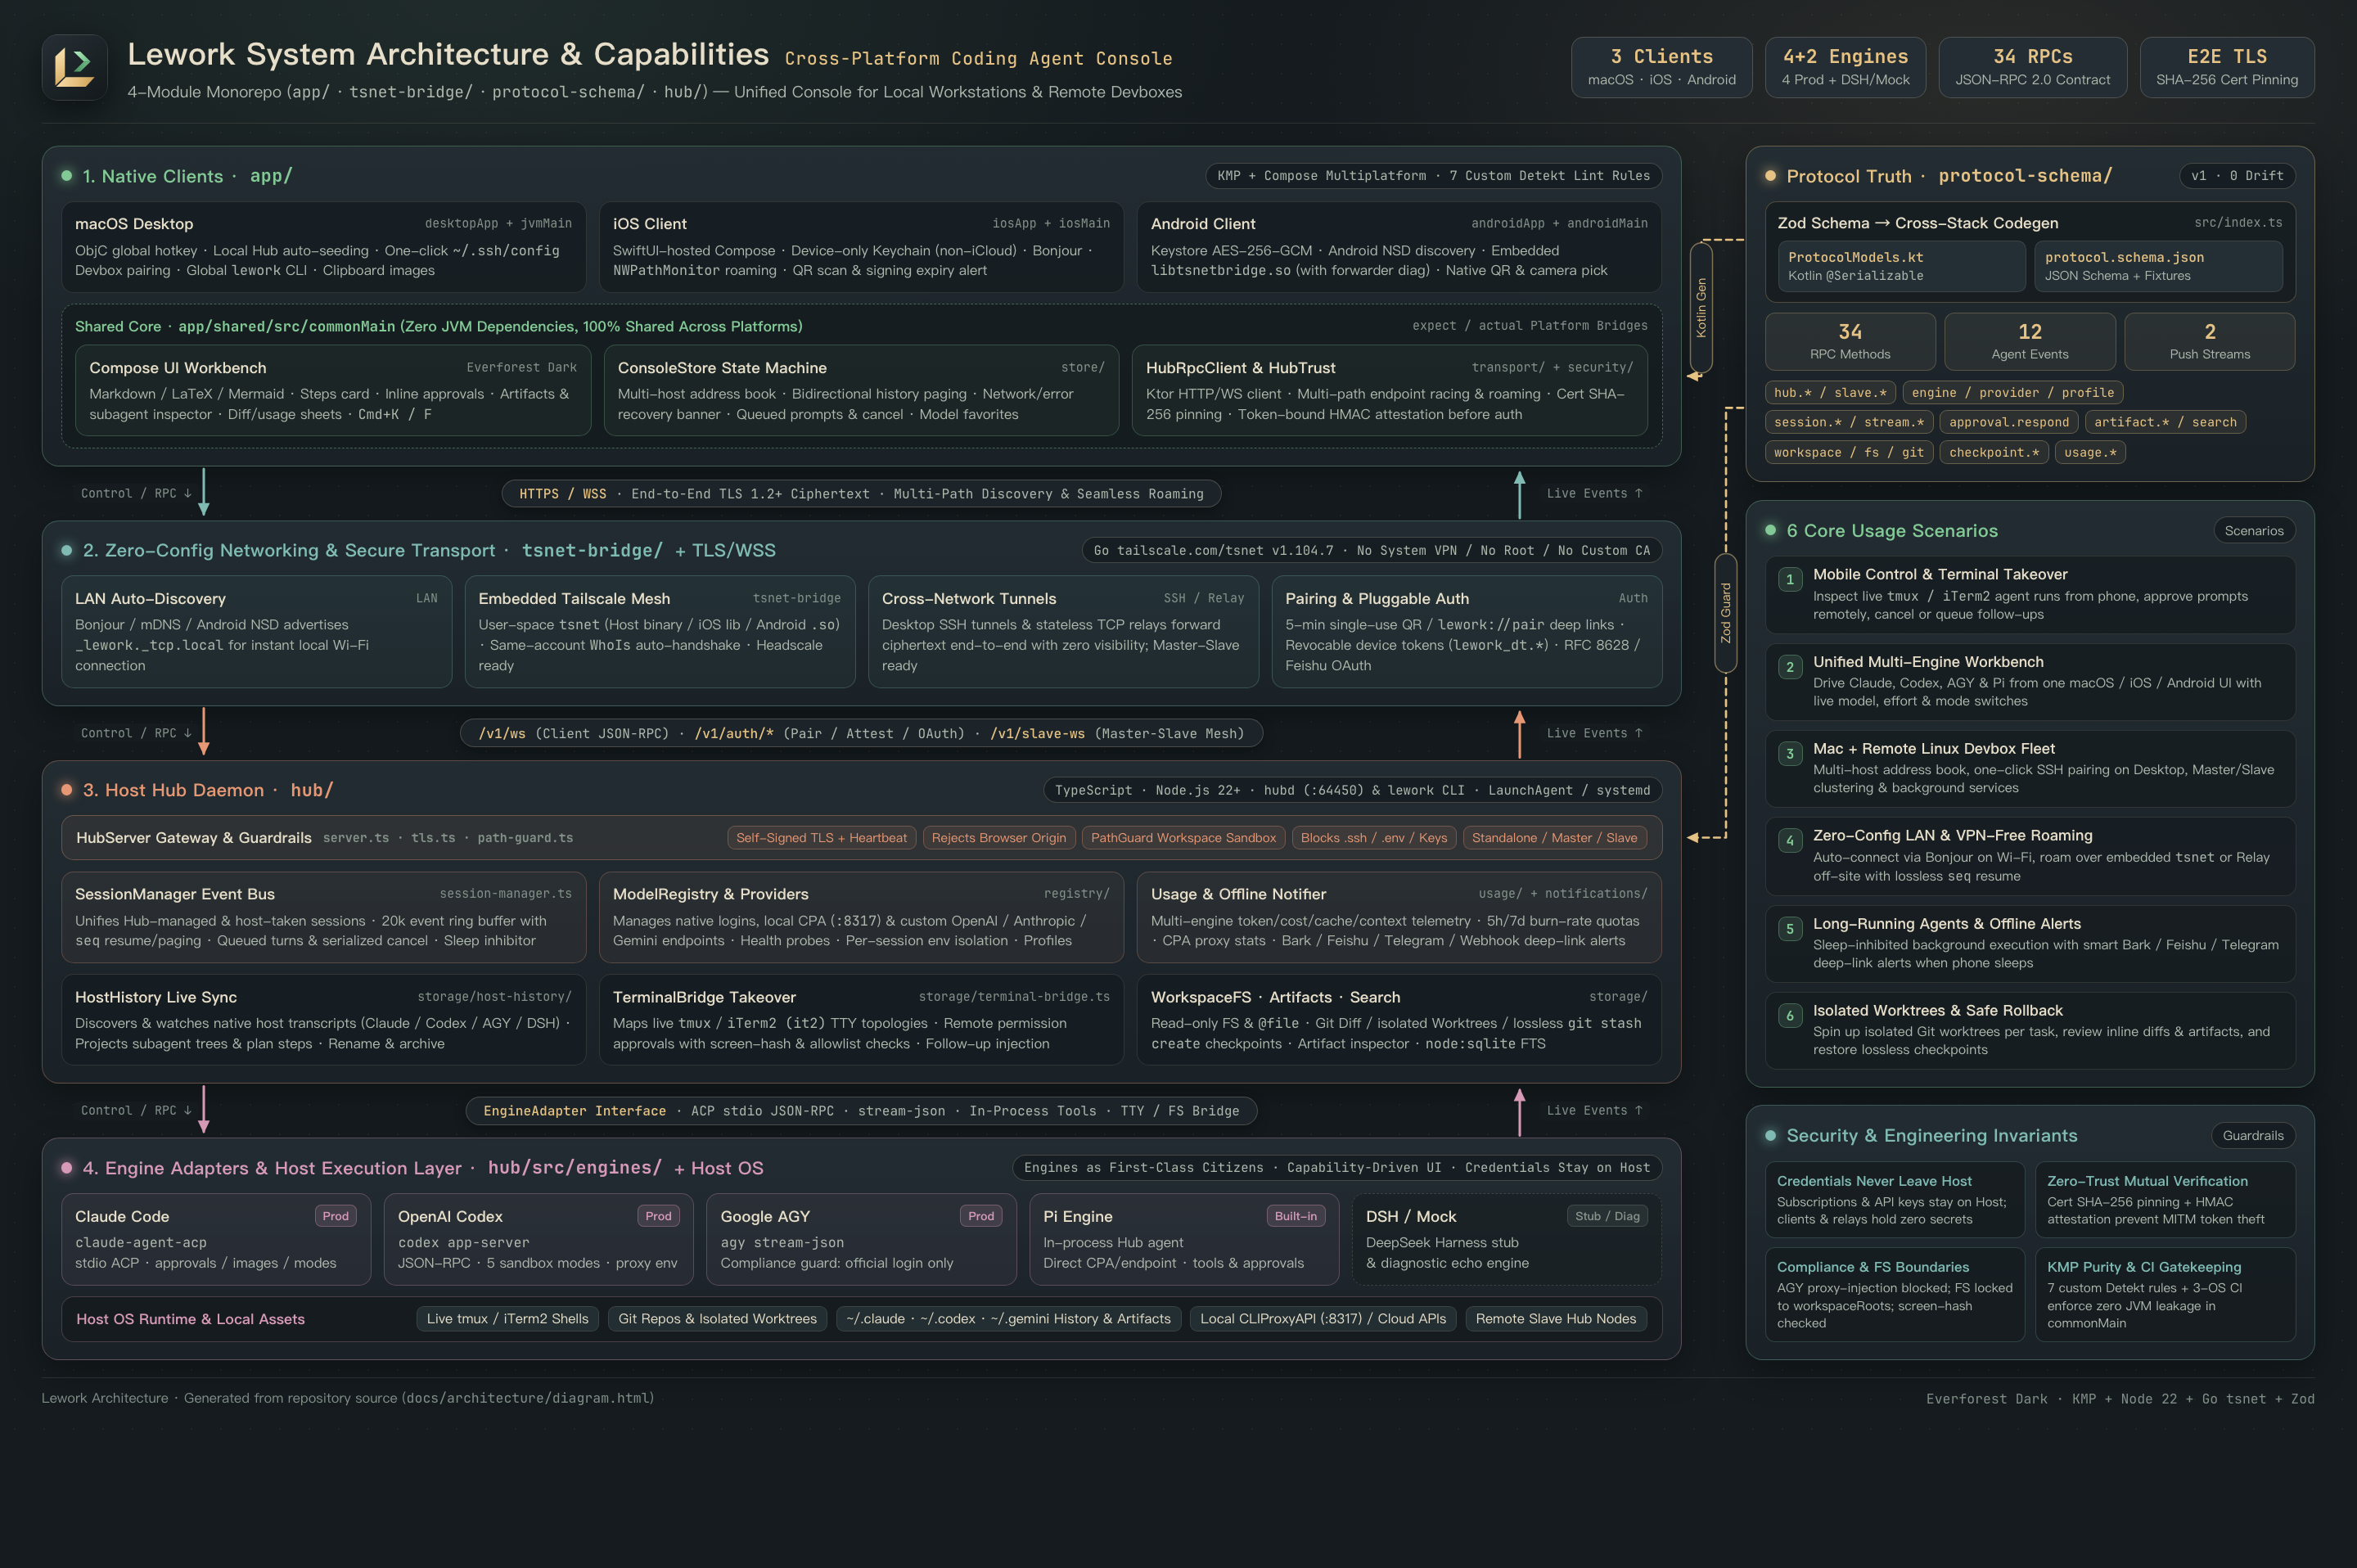 Lework System Architecture & Capabilities Cross-Platform Coding Agent Console
4-Module Monorepo (app/ · tsnet-bridge/ · protocol-schema/ · hub/) — Unified Console for Local Workstations & Remote Devboxes
3 Clients
macOS · iOS · Android
4+2 Engines
4 Prod + DSH/Mock
34 RPCs
JSON-RPC 2.0 Contract
E2E TLS
SHA-256 Cert Pinning
1. Native Clients · app/
KMP + Compose Multiplatform · 7 Custom Detekt Lint Rules
macOS Desktop
desktopApp + jvmMain
ObjC global hotkey · Local Hub auto-seeding · One-click ~/.ssh/config
Devbox pairing · Global lework CLI · Clipboard images
iOS Client
iosApp + iosMain
SwiftUI-hosted Compose · Device-only Keychain (non-iCloud) · Bonjour ·
NWPathMonitor roaming · QR scan & signing expiry alert
Android Client
androidApp + androidMain
Keystore AES-256-GCM · Android NSD discovery · Embedded
libtsnetbridge.so (with forwarder diag) · Native QR & camera pick
Shared Core · app/shared/src/commonMain (Zero JVM Dependencies, 100% Shared Across Platforms)
expect / actual Platform Bridges
Compose UI Workbench
Everforest Dark
Markdown / LaTeX / Mermaid · Steps card · Inline approvals · Artifacts &
subagent inspector · Diff/usage sheets · Cmd+K / F
ConsoleStore State Machine
store/
Multi-host address book · Bidirectional history paging · Network/error
recovery banner · Queued prompts & cancel · Model favorites
HubRpcClient & HubTrust
transport/ + security/
Ktor HTTP/WS client · Multi-path endpoint racing & roaming · Cert SHA-
256 pinning · Token-bound HMAC attestation before auth
Control / RPC ↓
HTTPS / WSS · End-to-End TLS 1.2+ Ciphertext · Multi-Path Discovery & Seamless Roaming
Live Events ↑
2. Zero-Config Networking & Secure Transport · tsnet-bridge/ + TLS/WSS
Go tailscale.com/tsnet v1.104.7 · No System VPN / No Root / No Custom CA
LAN Auto-Discovery
LAN
Bonjour / mDNS / Android NSD advertises
_lework._tcp.local for instant local Wi-Fi
connection
Embedded Tailscale Mesh
tsnet-bridge
User-space tsnet (Host binary / iOS lib / Android .so)
· Same-account WhoIs auto-handshake · Headscale
ready
Cross-Network Tunnels
SSH / Relay
Desktop SSH tunnels & stateless TCP relays forward
ciphertext end-to-end with zero visibility; Master-Slave
ready
Pairing & Pluggable Auth
Auth
5-min single-use QR / lework://pair deep links ·
Revocable device tokens (lework_dt.*) · RFC 8628 /
Feishu OAuth
Control / RPC ↓
/v1/ws (Client JSON-RPC) · /v1/auth/* (Pair / Attest / OAuth) · /v1/slave-ws (Master-Slave Mesh)
Live Events ↑
3. Host Hub Daemon · hub/
TypeScript · Node.js 22+ · hubd (:64450) & lework CLI · LaunchAgent / systemd
HubServer Gateway & Guardrails server.ts · tls.ts · path-guard.ts
Self-Signed TLS + Heartbeat
Rejects Browser Origin
PathGuard Workspace Sandbox
Blocks .ssh / .env / Keys
Standalone / Master / Slave
SessionManager Event Bus
session-manager.ts
Unifies Hub-managed & host-taken sessions · 20k event ring buffer with
seq resume/paging · Queued turns & serialized cancel · Sleep inhibitor
ModelRegistry & Providers
registry/
Manages native logins, local CPA (:8317) & custom OpenAI / Anthropic /
Gemini endpoints · Health probes · Per-session env isolation · Profiles
Usage & Offline Notifier
usage/ + notifications/
Multi-engine token/cost/cache/context telemetry · 5h/7d burn-rate quotas
· CPA proxy stats · Bark / Feishu / Telegram / Webhook deep-link alerts
HostHistory Live Sync
storage/host-history/
Discovers & watches native host transcripts (Claude / Codex / AGY / DSH) ·
Projects subagent trees & plan steps · Rename & archive
TerminalBridge Takeover
storage/terminal-bridge.ts
Maps live tmux / iTerm2 (it2) TTY topologies · Remote permission
approvals with screen-hash & allowlist checks · Follow-up injection
WorkspaceFS · Artifacts · Search
storage/
Read-only FS & @file · Git Diff / isolated Worktrees / lossless git stash
create checkpoints · Artifact inspector · node:sqlite FTS
Control / RPC ↓
EngineAdapter Interface · ACP stdio JSON-RPC · stream-json · In-Process Tools · TTY / FS Bridge
Live Events ↑
4. Engine Adapters & Host Execution Layer · hub/src/engines/ + Host OS
Engines as First-Class Citizens · Capability-Driven UI · Credentials Stay on Host
Claude Code
Prod
claude-agent-acp
stdio ACP · approvals / images / modes
OpenAI Codex
Prod
codex app-server
JSON-RPC · 5 sandbox modes · proxy env
Google AGY
Prod
agy stream-json
Compliance guard: official login only
Pi Engine
Built-in
In-process Hub agent
Direct CPA/endpoint · tools & approvals
DSH / Mock
Stub / Diag
DeepSeek Harness stub
& diagnostic echo engine
Host OS Runtime & Local Assets
Live tmux / iTerm2 Shells
Git Repos & Isolated Worktrees
~/.claude · ~/.codex · ~/.gemini History & Artifacts
Local CLIProxyAPI (:8317) / Cloud APIs
Remote Slave Hub Nodes
Kotlin Gen
Zod Guard
Protocol Truth · protocol-schema/
v1 · 0 Drift
Zod Schema → Cross-Stack Codegen
src/index.ts
ProtocolModels.kt
Kotlin @Serializable
protocol.schema.json
JSON Schema + Fixtures
34
RPC Methods
12
Agent Events
2
Push Streams
hub.* / slave.*
engine / provider / profile
session.* / stream.*
approval.respond
artifact.* / search
workspace / fs / git
checkpoint.*
usage.*
6 Core Usage Scenarios
Scenarios
1
Mobile Control & Terminal Takeover
Inspect live tmux / iTerm2 agent runs from phone, approve prompts
remotely, cancel or queue follow-ups
2
Unified Multi-Engine Workbench
Drive Claude, Codex, AGY & Pi from one macOS / iOS / Android UI with
live model, effort & mode switches
3
Mac + Remote Linux Devbox Fleet
Multi-host address book, one-click SSH pairing on Desktop, Master/Slave
clustering & background services
4
Zero-Config LAN & VPN-Free Roaming
Auto-connect via Bonjour on Wi-Fi, roam over embedded tsnet or Relay
off-site with lossless seq resume
5
Long-Running Agents & Offline Alerts
Sleep-inhibited background execution with smart Bark / Feishu / Telegram
deep-link alerts when phone sleeps
6
Isolated Worktrees & Safe Rollback
Spin up isolated Git worktrees per task, review inline diffs & artifacts, and
restore lossless checkpoints
Security & Engineering Invariants
Guardrails
Credentials Never Leave Host
Subscriptions & API keys stay on Host;
clients & relays hold zero secrets
Zero-Trust Mutual Verification
Cert SHA-256 pinning + HMAC
attestation prevent MITM token theft
Compliance & FS Boundaries
AGY proxy-injection blocked; FS locked
to workspaceRoots; screen-hash
checked
KMP Purity & CI Gatekeeping
7 custom Detekt rules + 3-OS CI
enforce zero JVM leakage in
commonMain
Lework Architecture · Generated from repository source (docs/architecture/diagram.html)
Everforest Dark · KMP + Node 22 + Go tsnet + Zod